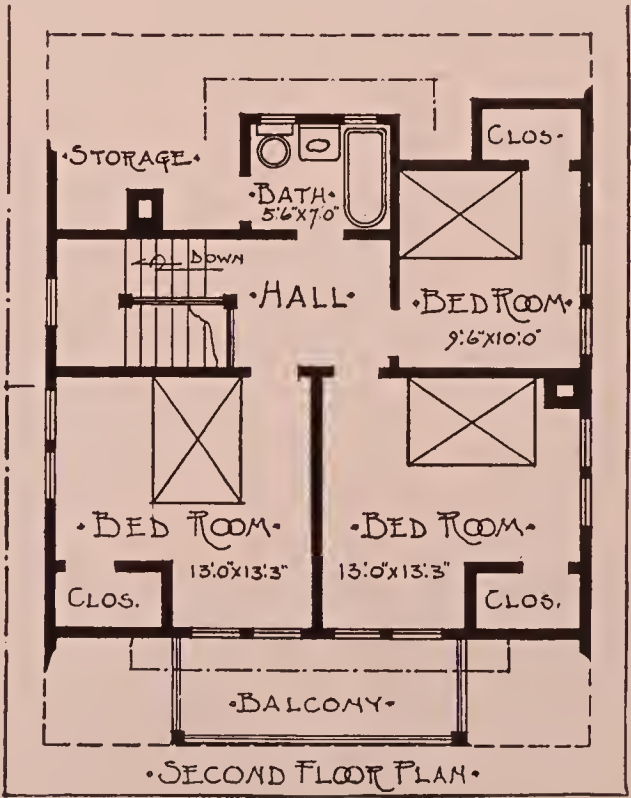 CLOS.
·STORAGE·
·BATH·
5'6"X7'0"
DOWN
·HALL·
·BED ROOM·
9'6"X10'0"
·BED ROOM·
13'0"X13'3"
·BED ROOM·
13'0"X13'3"
CLOS.
CLOS.
·BALCONY·
·SECOND FLOOR PLAN·